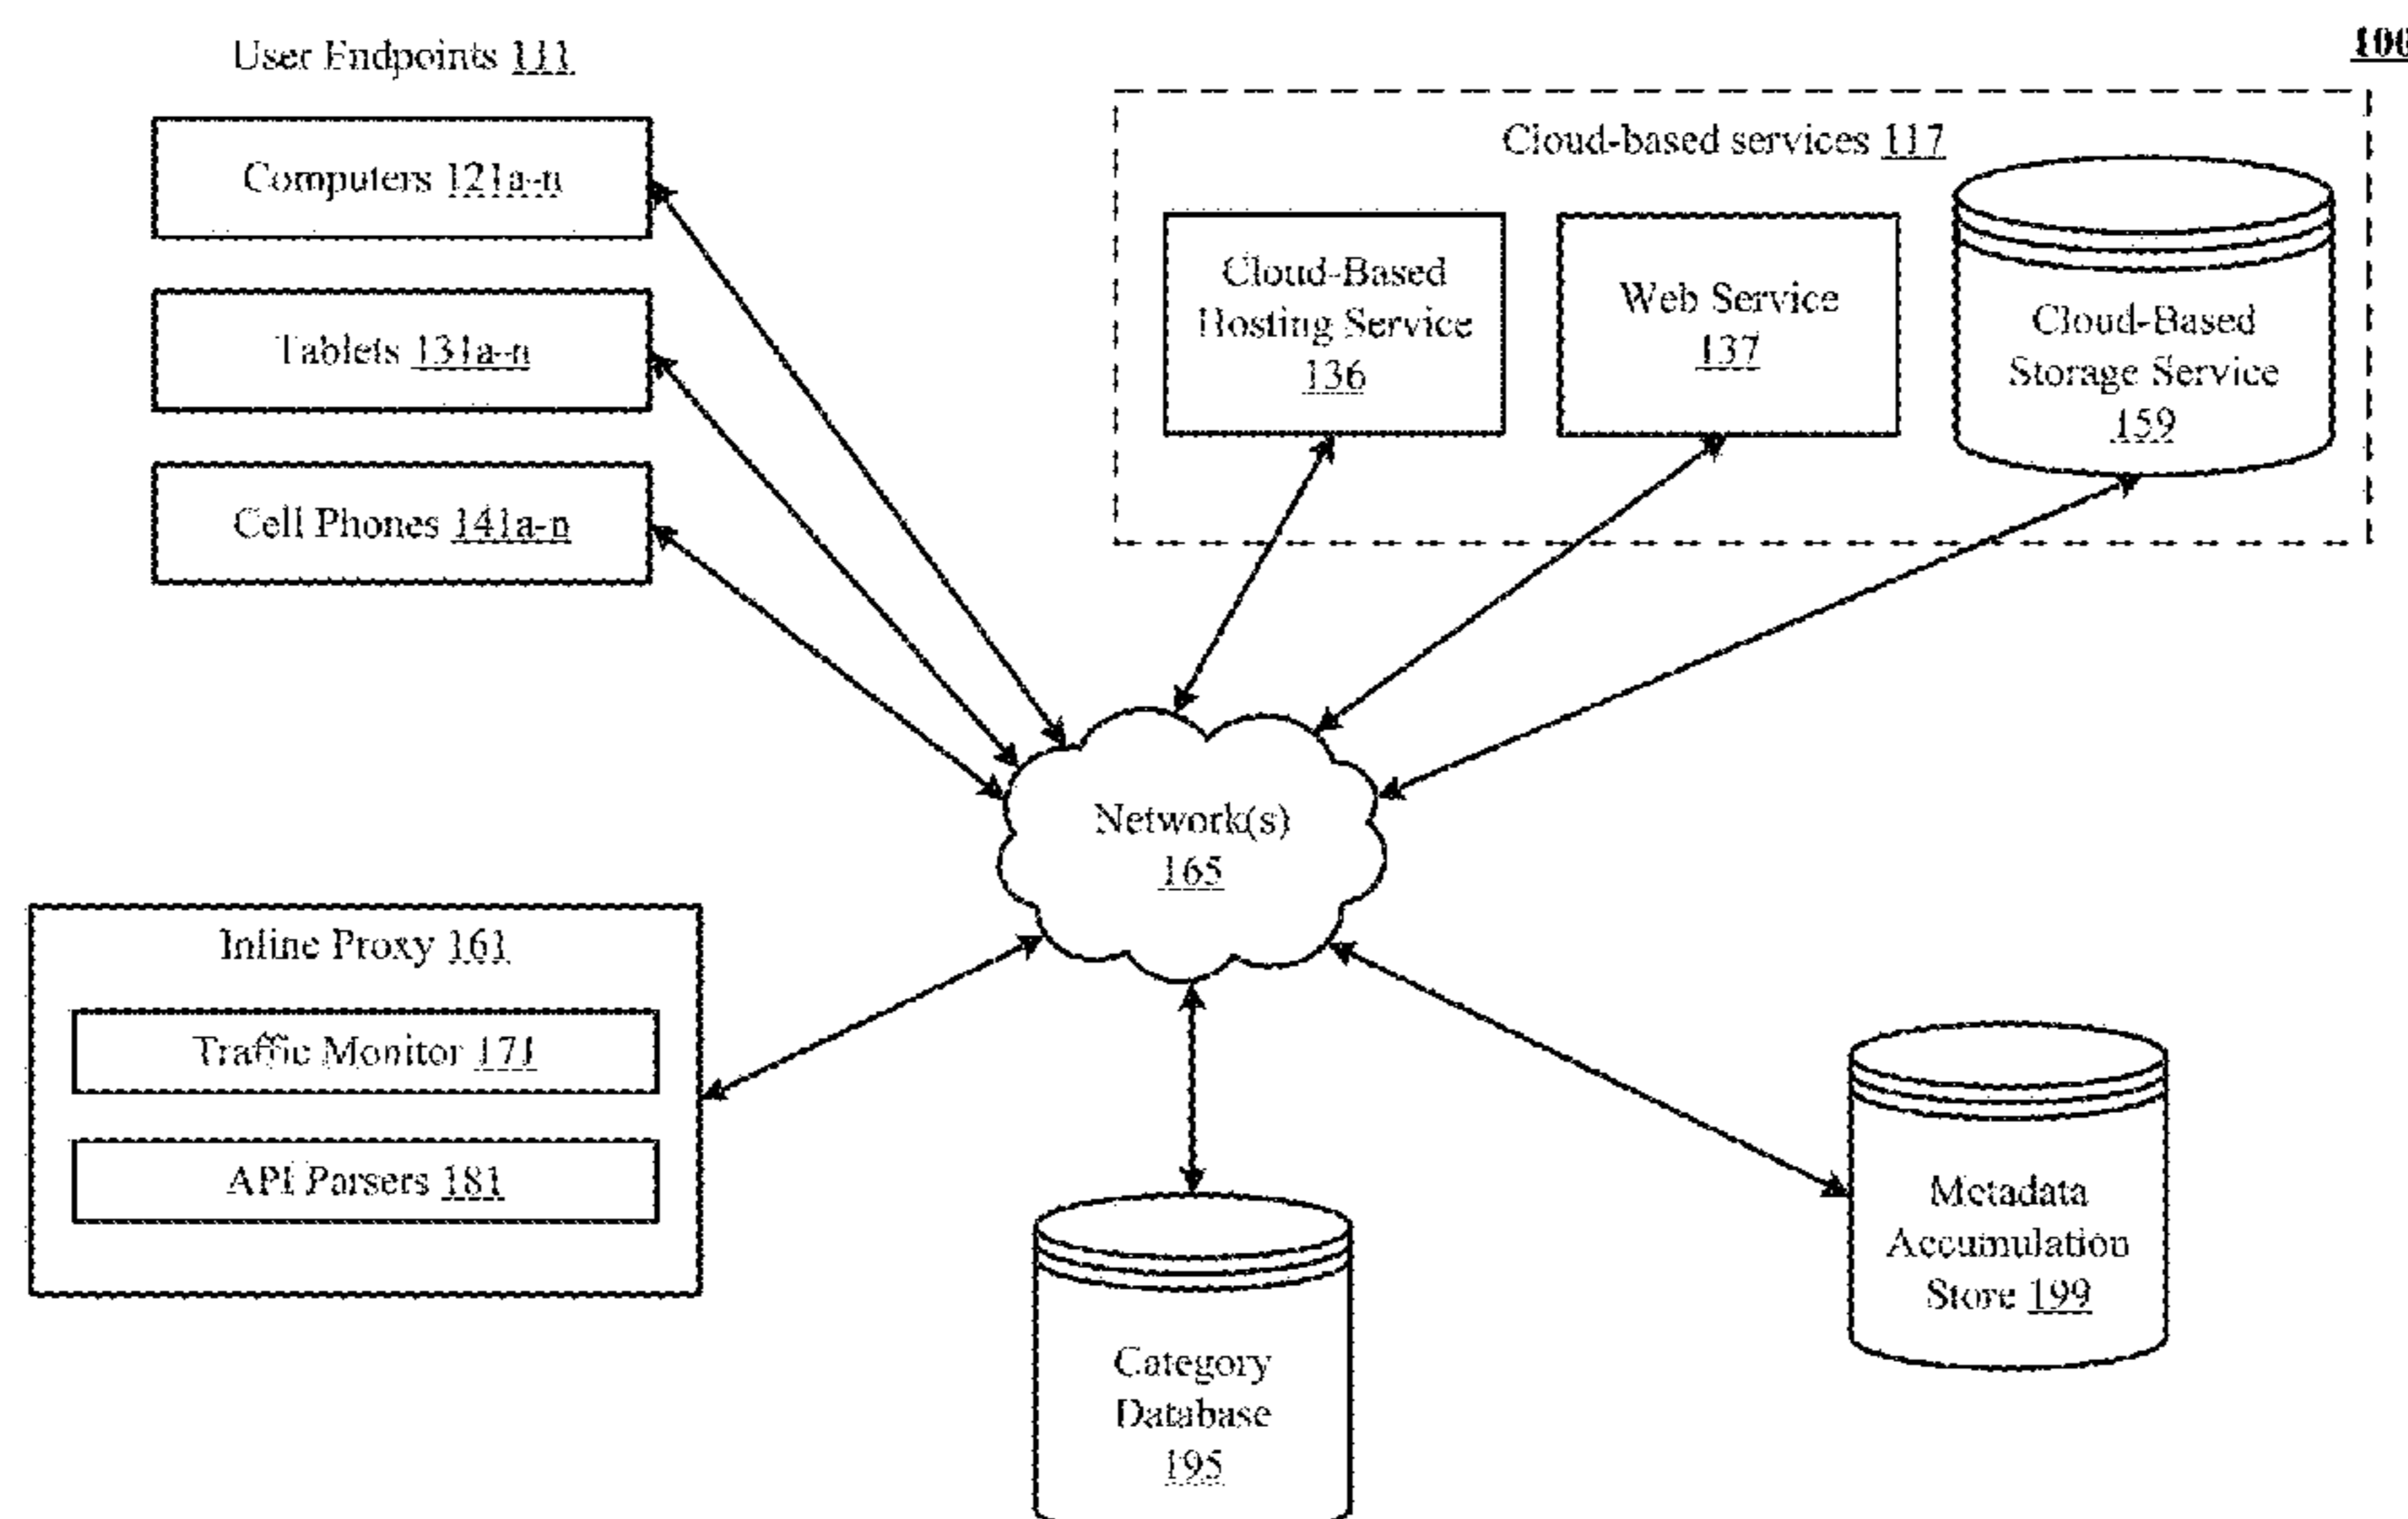 100
User Endpoints 111
Computers 121a-n
Tablets 131a-n
Cell Phones 141a-n
Cloud-based services 117
Cloud-Based
Hosting Service
136
Web Service
137
Cloud-Based
Storage Service
159
Network(s)
165
Inline Proxy 161
Traffic Monitor 171
API Parsers 181
Category
Database
195
Metadata
Accumulation
Store 199